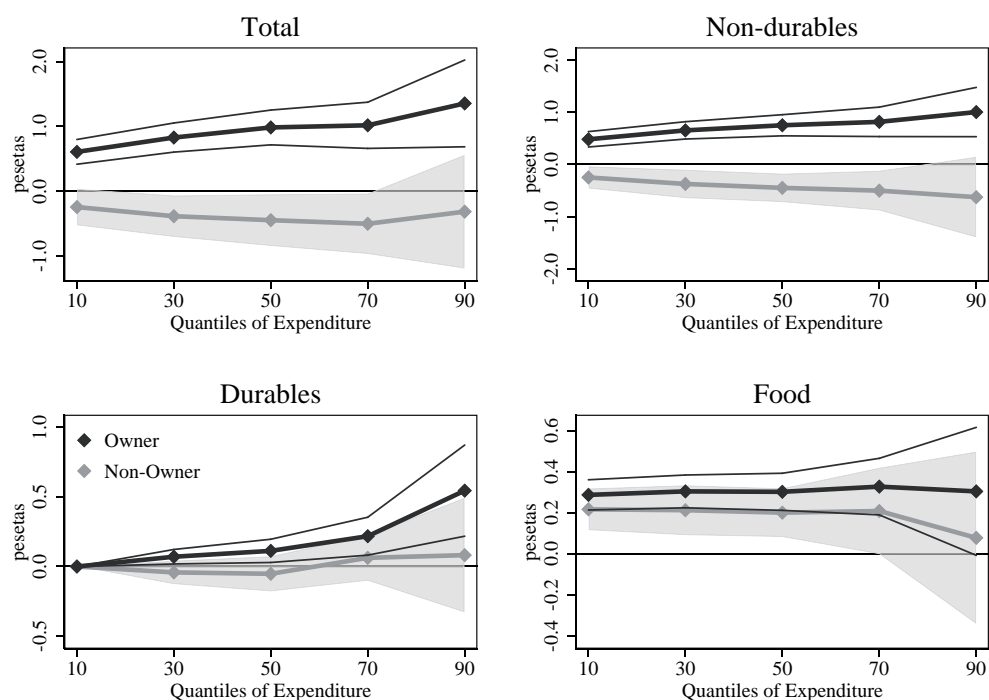 Total
pesetas
2.0
1.0
0.0
-1.0
10 30 50 70 90
Quantiles of Expenditure
Non-durables
pesetas
2.0
1.0
0.0
-1.0
-2.0
10 30 50 70 90
Quantiles of Expenditure
Durables
pesetas
1.0
0.5
0.0
-0.5
Owner
Non-Owner
10 30 50 70 90
Quantiles of Expenditure
Food
pesetas
0.6
0.4
0.2
0.0
-0.2
-0.4
10 30 50 70 90
Quantiles of Expenditure